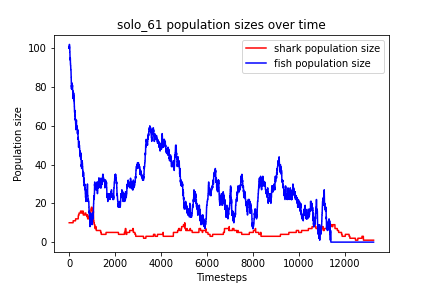 solo_61 population sizes over time
shark population size
fish population size
Population size
100
80
60
40
20
0
0
2000
4000
6000
8000
10000
12000
Timesteps